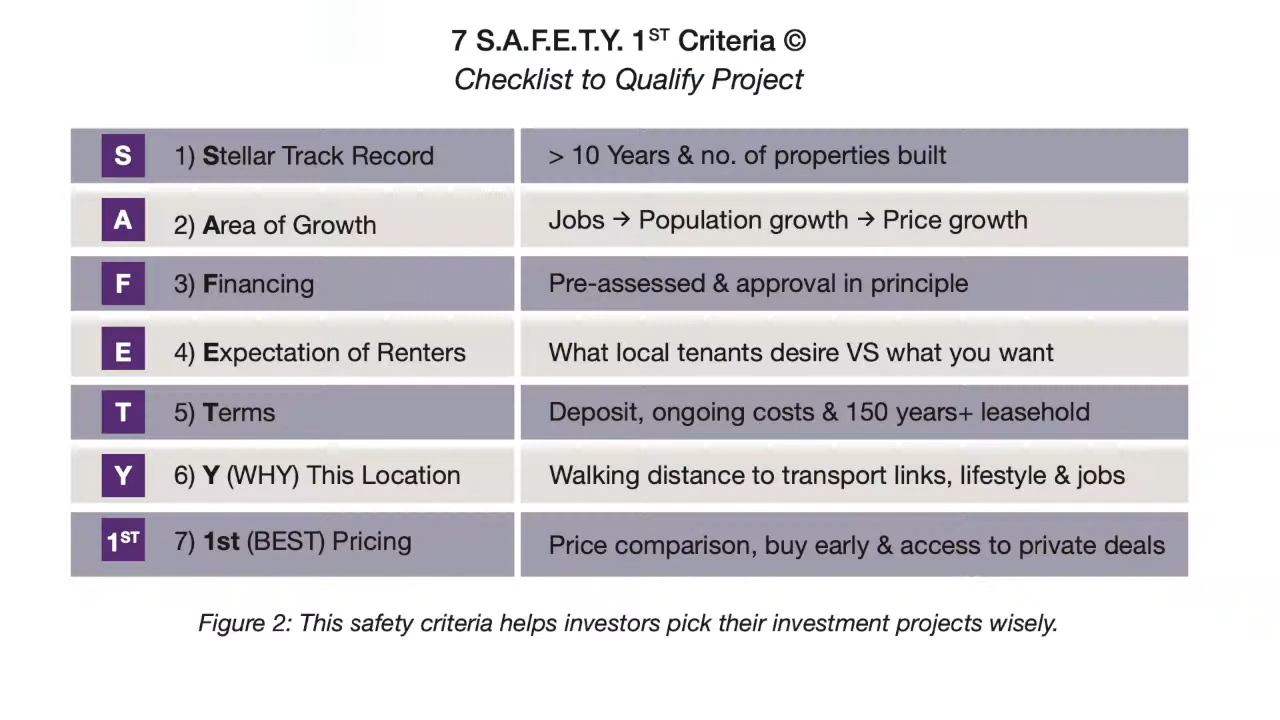 7 S.A.F.E.T.Y. 1ST Criteria ©
Checklist to Qualify Project
S 1) Stellar Track Record > 10 Years & no. of properties built
A 2) Area of Growth Jobs → Population growth → Price growth
F 3) Financing Pre-assessed & approval in principle
E 4) Expectation of Renters What local tenants desire VS what you want
T 5) Terms Deposit, ongoing costs & 150 years+ leasehold
Y 6) Y (WHY) This Location Walking distance to transport links, lifestyle & jobs
1ST 7) 1st (BEST) Pricing Price comparison, buy early & access to private deals
Figure 2: This safety criteria helps investors pick their investment projects wisely.